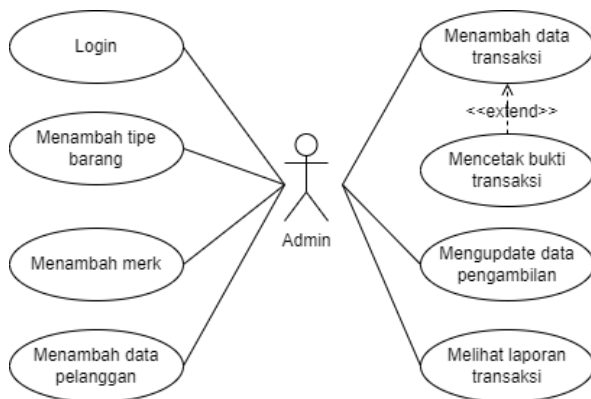 Login
Menambah tipe
barang
Menambah merk
Menambah data
pelanggan
Admin
Menambah data
transaksi
<<extend>>
Mencetak bukti
transaksi
Mengupdate data
pengambilan
Melihat laporan
transaksi